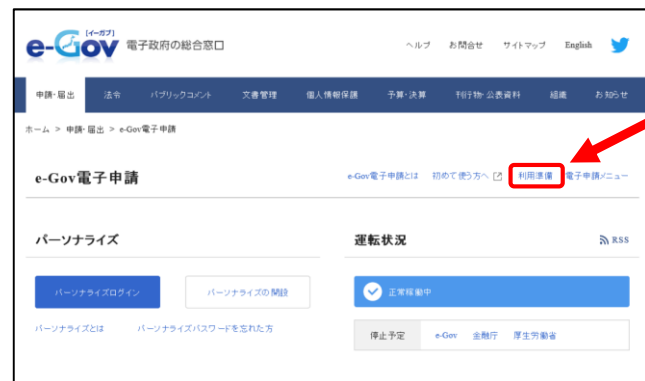 [イーガブ]
e-Gov 電子政府の総合窓口 ヘルプ お問合せ サイトマップ English
申請・届出 法令 パブリックコメント 文書管理 個人情報保護 予算・決算 刊行物・公表資料 組織 お知らせ
ホーム > 申請・届出 > e-Gov電子申請
e-Gov電子申請 e-Gov電子申請とは 初めて使う方へ 利用準備 電子申請メニュー
パーソナライズ 運転状況 RSS
パーソナライズログイン パーソナライズの開設 正常稼働中
パーソナライズとは パーソナライズパスワードを忘れた方 停止予定 e-Gov 金融庁 厚生労働省